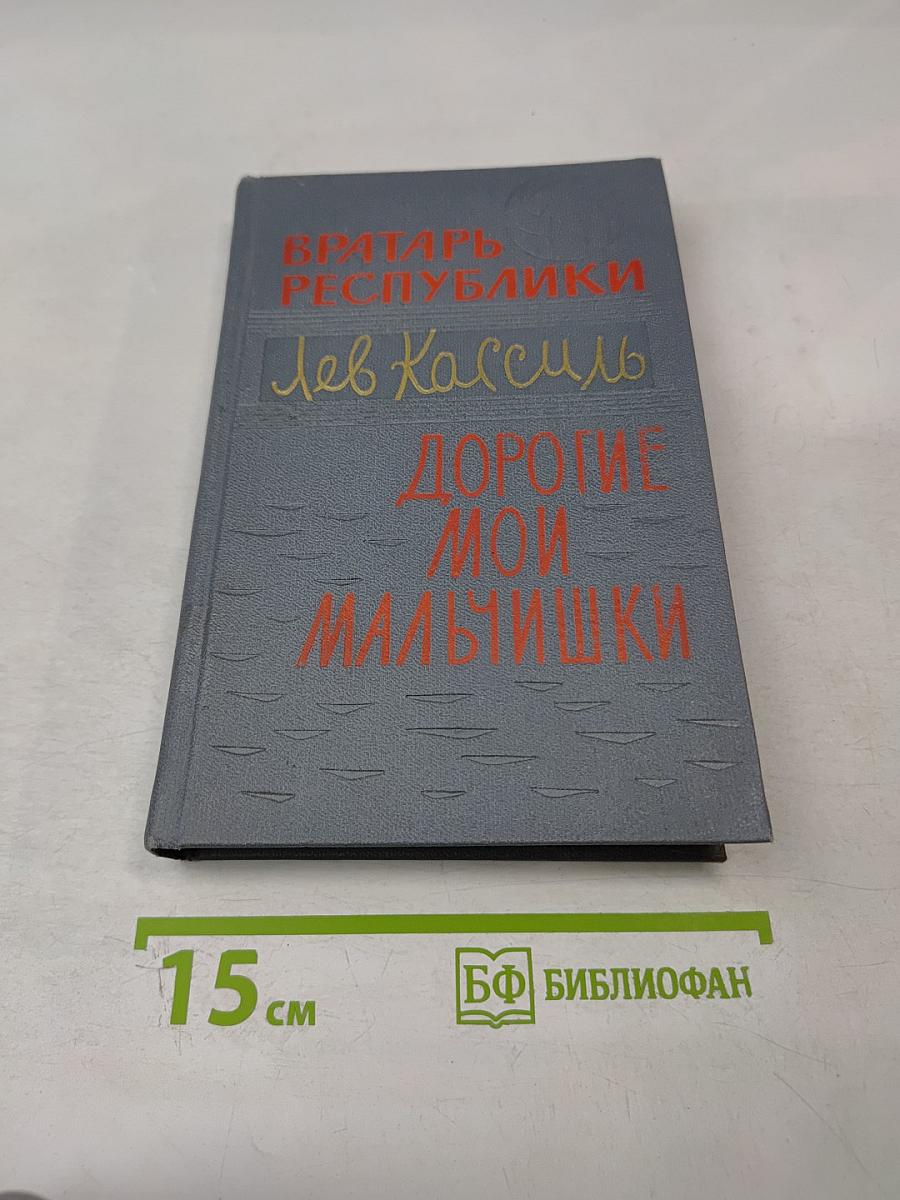 ВРАТАРЬ
РЕСПУБЛИКИ
Лев Кассиль
ДОРОГИЕ
МОИ
МАЛЬЧИШКИ
15 см
БФ БИБЛИОФАН